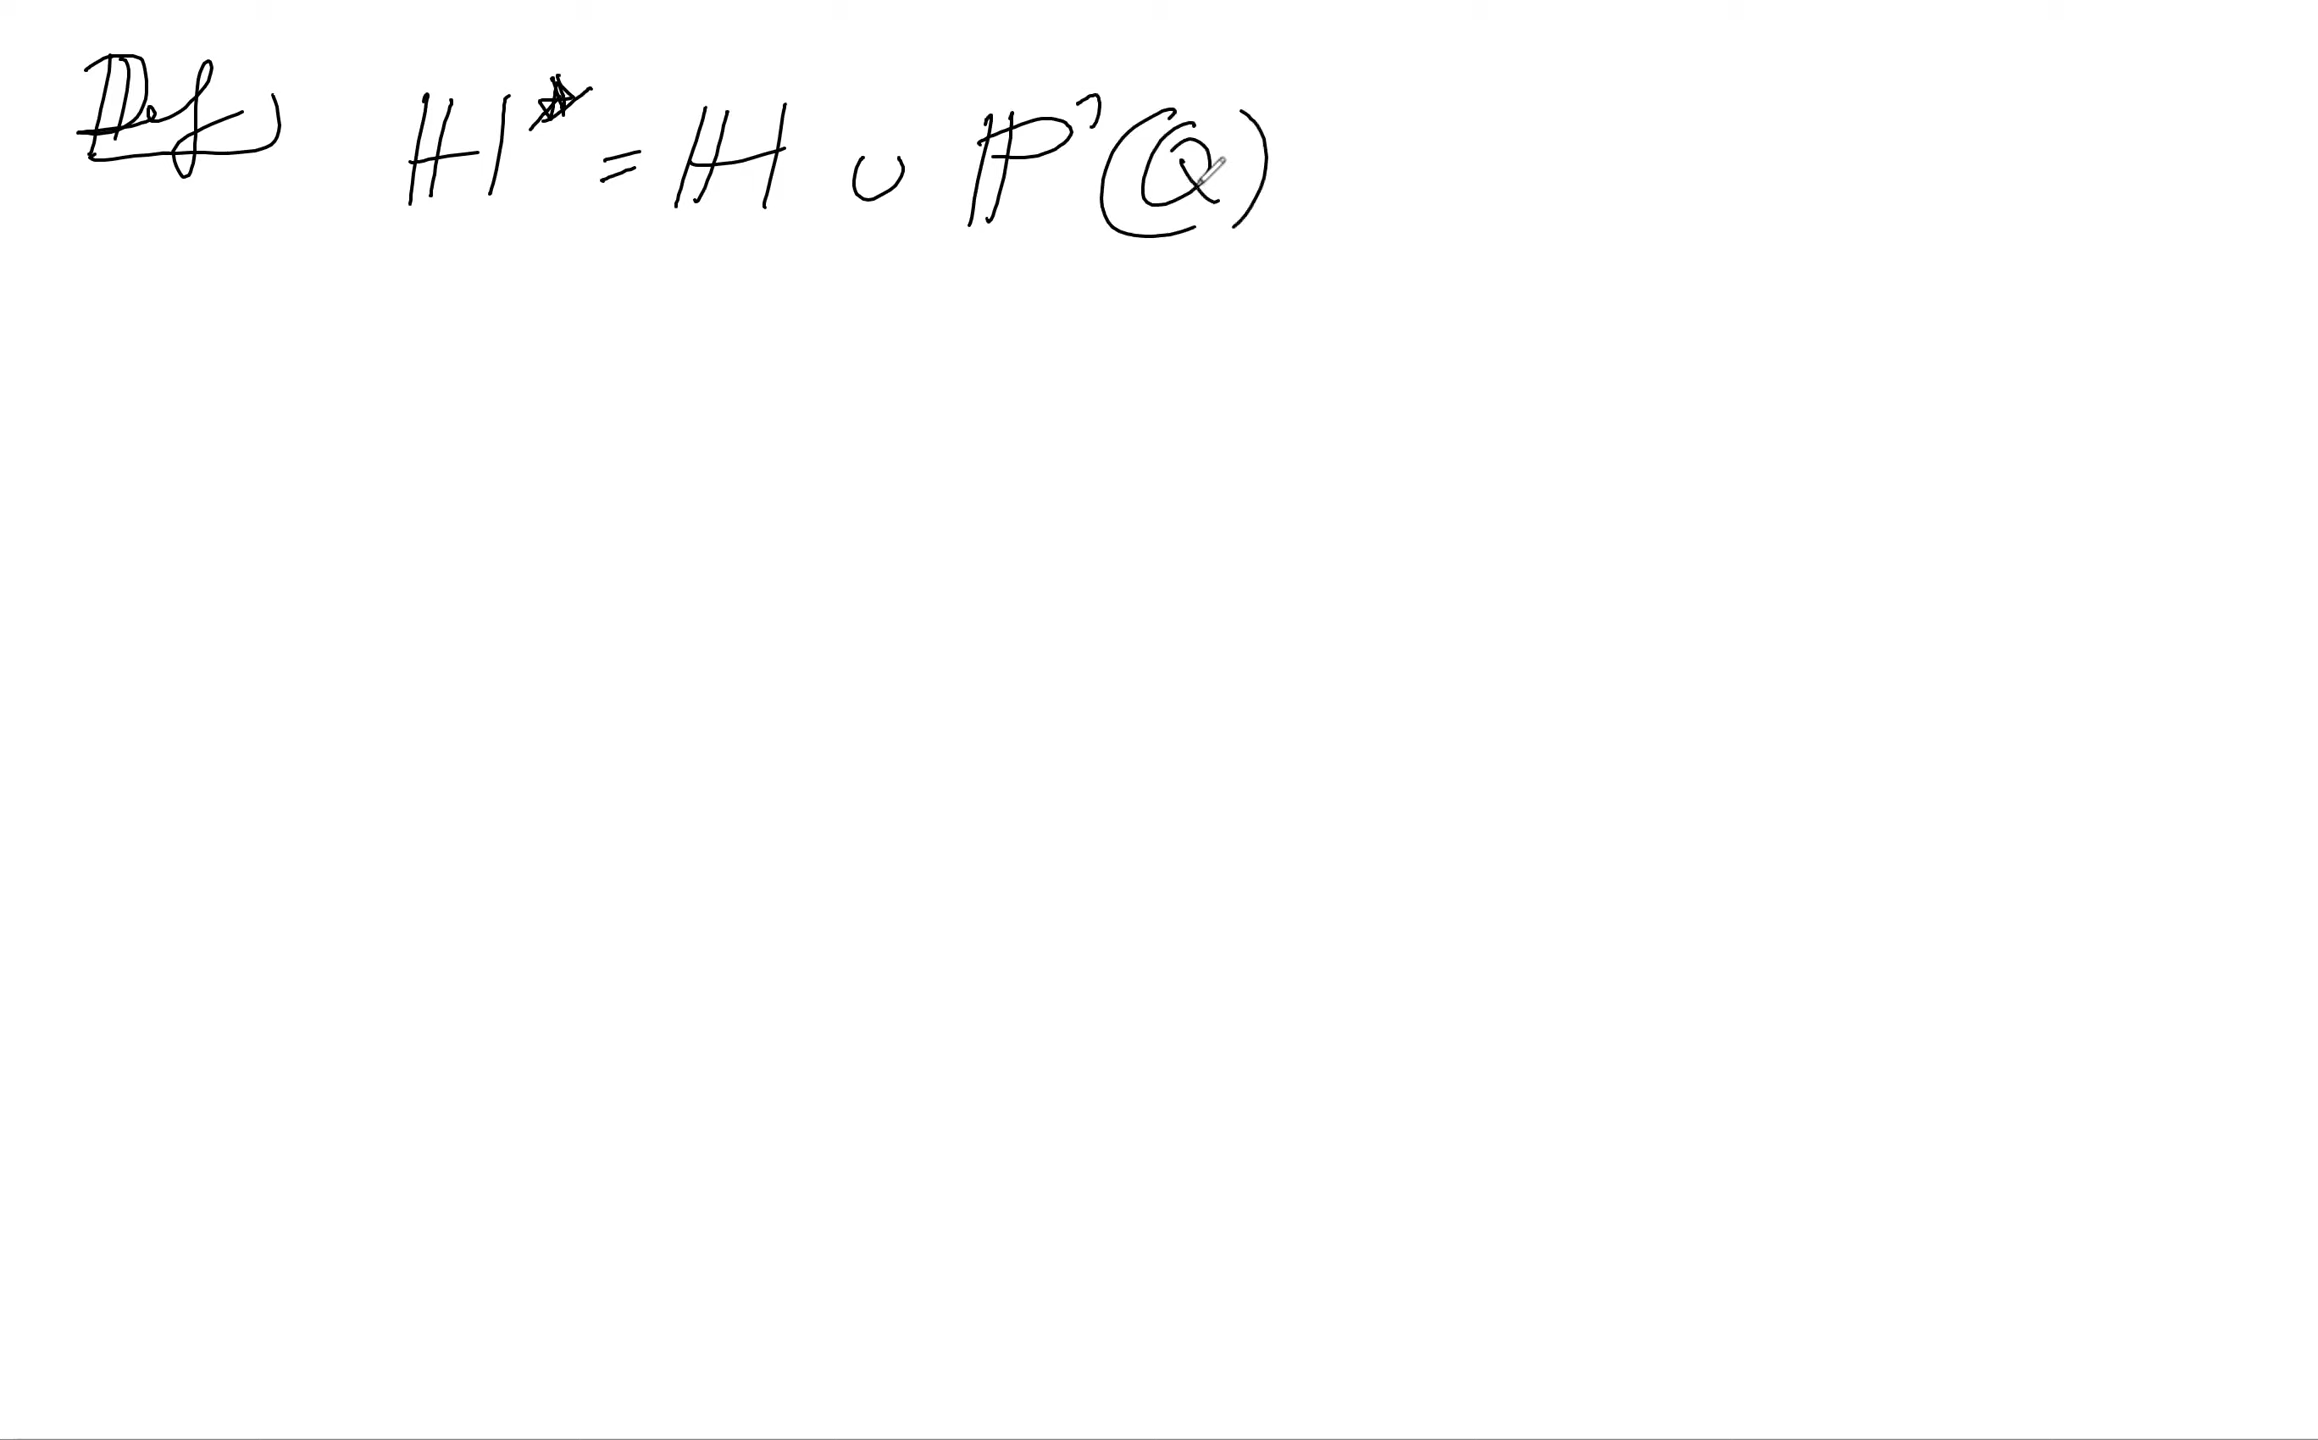 Def ℍ* = ℍ ∪ ℙ¹(ℚ)